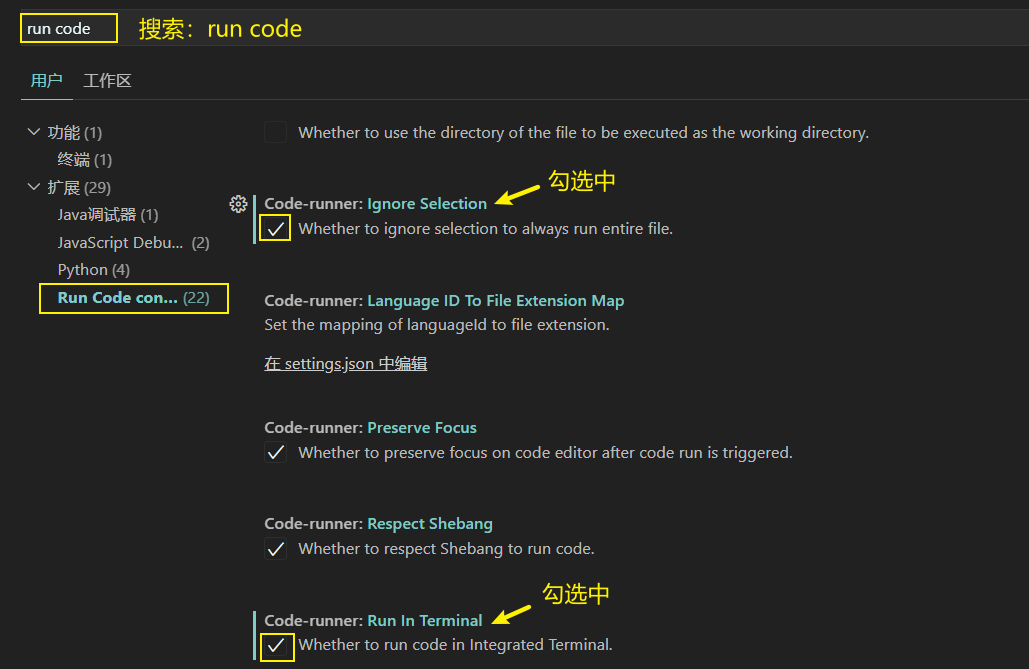 run code 搜索：run code
用户 工作区
功能 (1)
终端 (1)
扩展 (29)
Java调试器 (1)
JavaScript Debu... (2)
Python (4)
Run Code con... (22)
Whether to use the directory of the file to be executed as the working directory.
勾选中
Code-runner: Ignore Selection
Whether to ignore selection to always run entire file.
Code-runner: Language ID To File Extension Map
Set the mapping of languageId to file extension.
在 settings.json 中编辑
Code-runner: Preserve Focus
Whether to preserve focus on code editor after code run is triggered.
Code-runner: Respect Shebang
Whether to respect Shebang to run code.
勾选中
Code-runner: Run In Terminal
Whether to run code in Integrated Terminal.